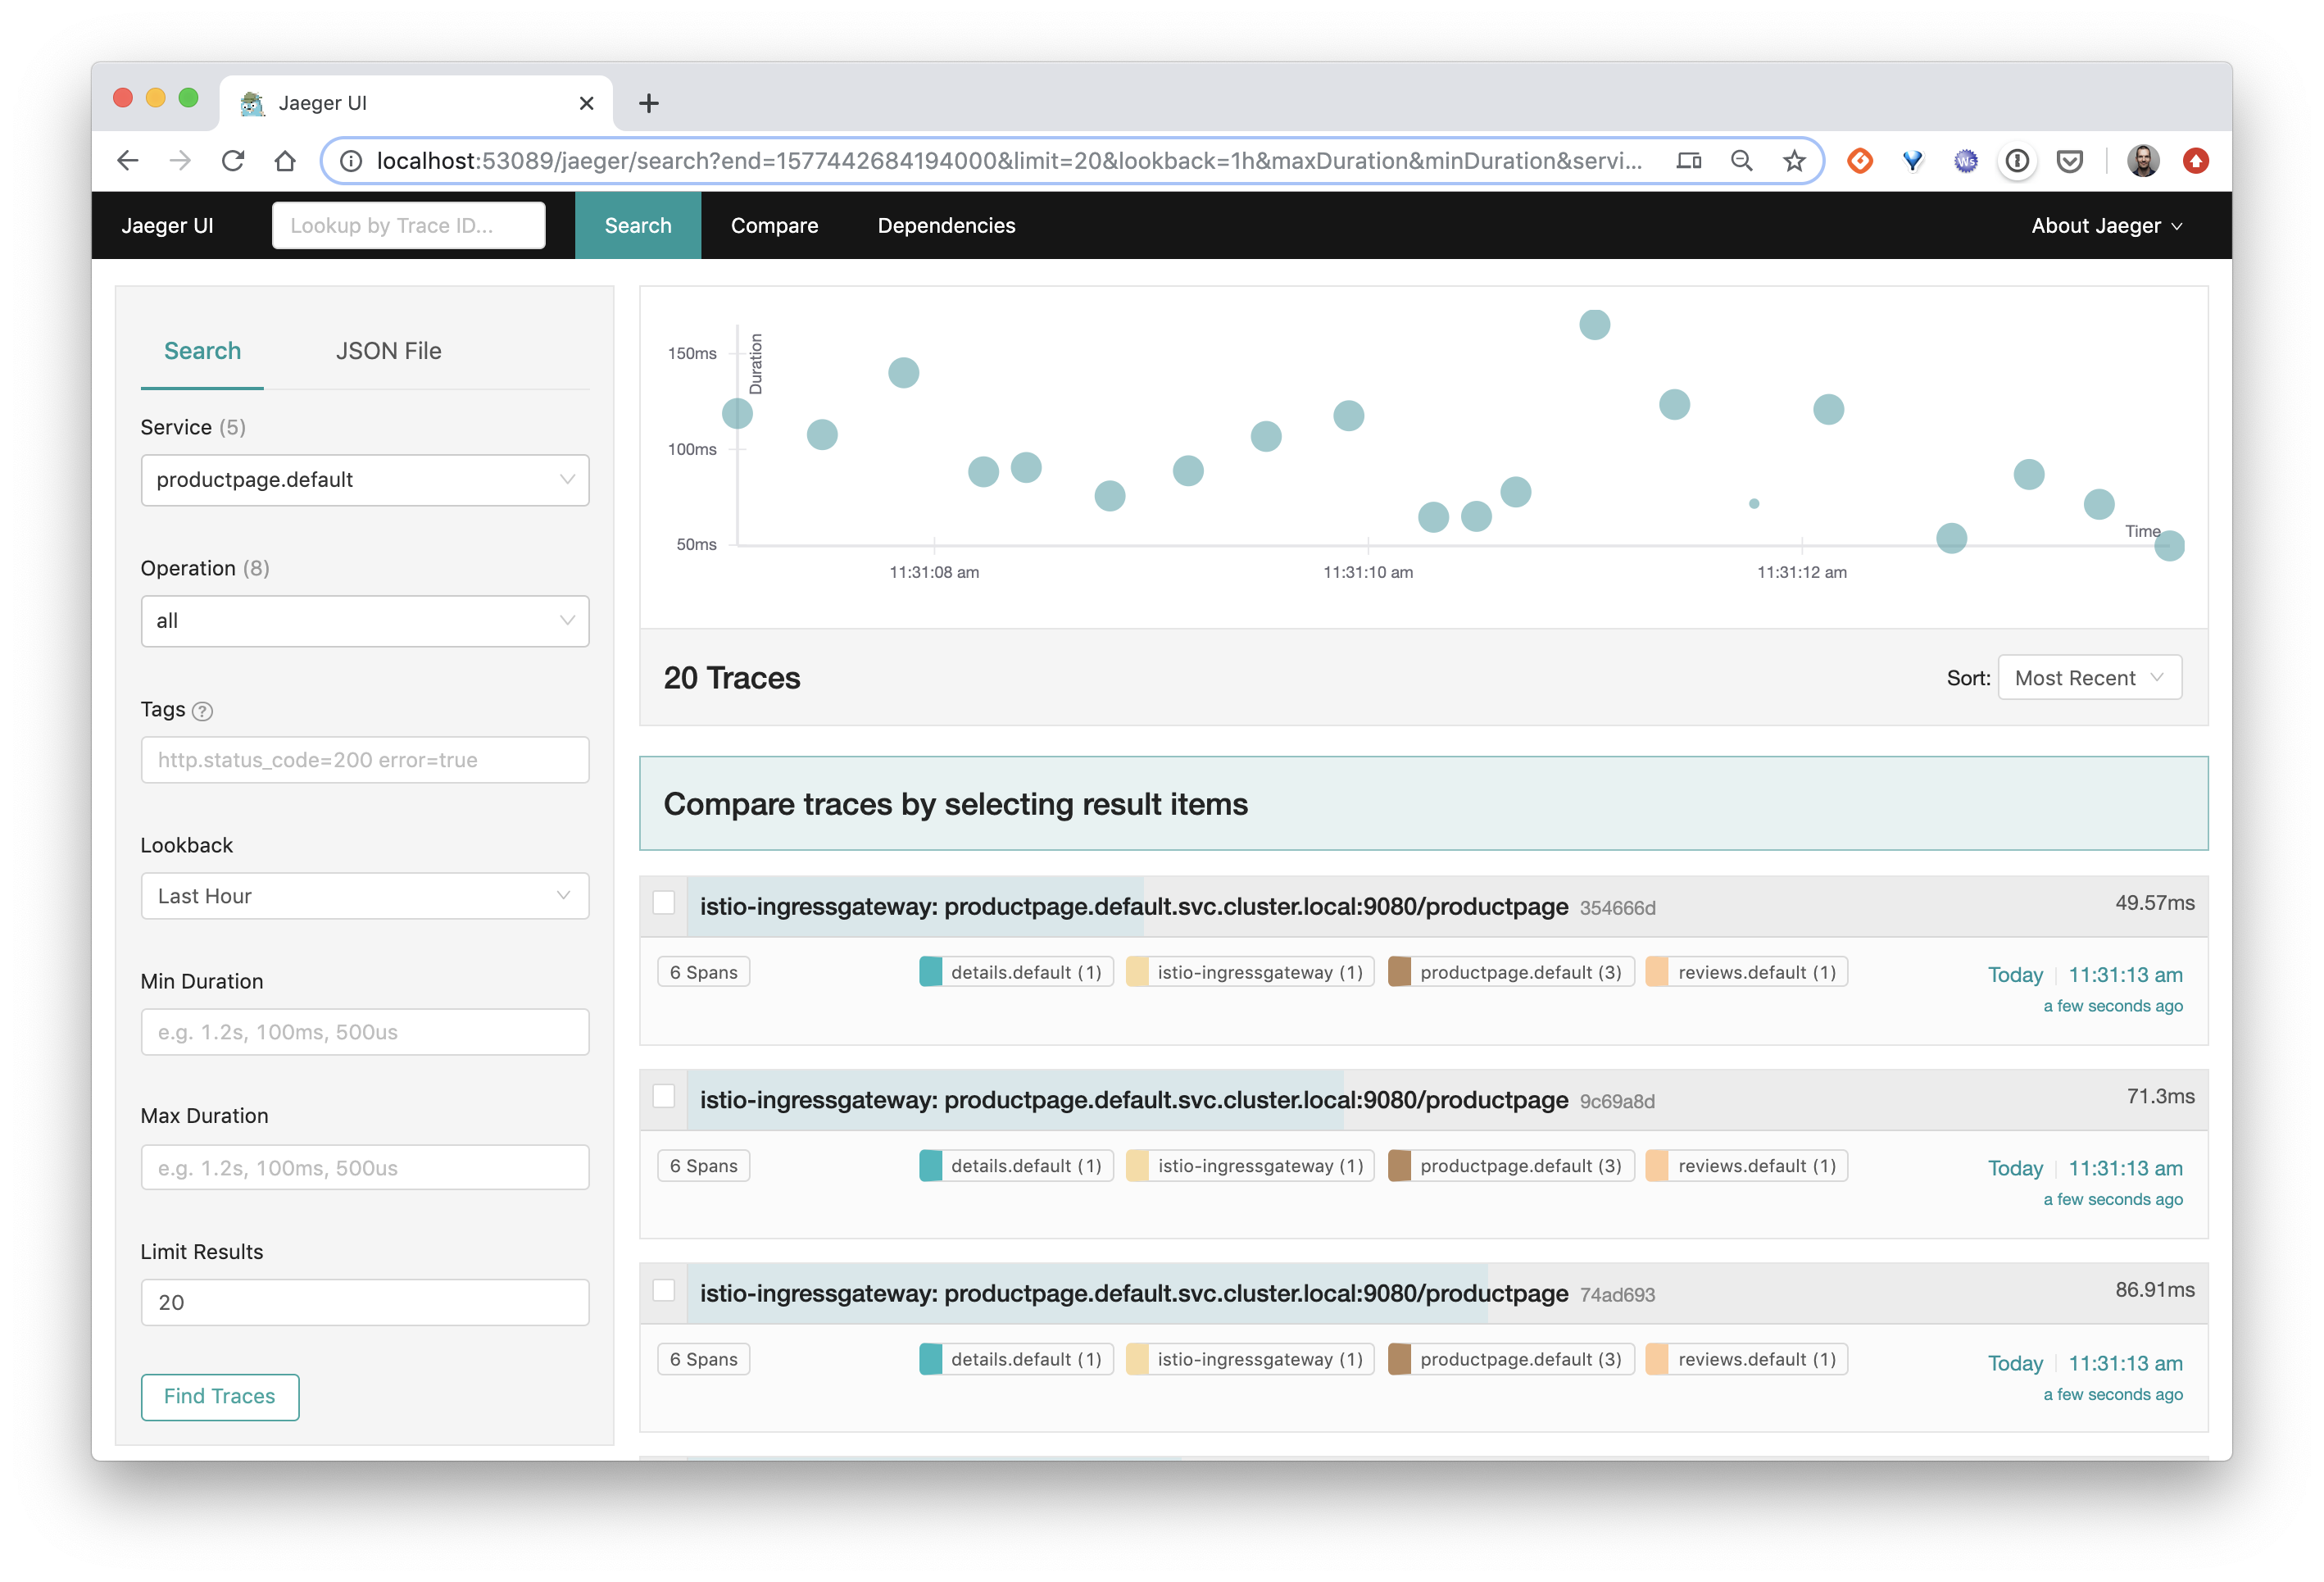 Jaeger UI
localhost:53089/jaeger/search?end=1577442684194000&limit=20&lookback=1h&maxDuration&minDuration&servi...
Jaeger UI
Lookup by Trace ID...
Search
Compare
Dependencies
About Jaeger
Search
JSON File
Service (5)
productpage.default
Operation (8)
all
Tags ?
http.status_code=200 error=true
Lookback
Last Hour
Min Duration
e.g. 1.2s, 100ms, 500us
Max Duration
e.g. 1.2s, 100ms, 500us
Limit Results
20
Find Traces
Duration
150ms
100ms
50ms
Time
11:31:08 am
11:31:10 am
11:31:12 am
20 Traces
Sort: Most Recent
Compare traces by selecting result items
istio-ingressgateway: productpage.default.svc.cluster.local:9080/productpage 354666d
49.57ms
6 Spans
details.default (1)
istio-ingressgateway (1)
productpage.default (3)
reviews.default (1)
Today
11:31:13 am
a few seconds ago
istio-ingressgateway: productpage.default.svc.cluster.local:9080/productpage 9c69a8d
71.3ms
6 Spans
details.default (1)
istio-ingressgateway (1)
productpage.default (3)
reviews.default (1)
Today
11:31:13 am
a few seconds ago
istio-ingressgateway: productpage.default.svc.cluster.local:9080/productpage 74ad693
86.91ms
6 Spans
details.default (1)
istio-ingressgateway (1)
productpage.default (3)
reviews.default (1)
Today
11:31:13 am
a few seconds ago